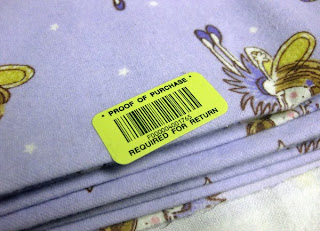 • PROOF OF PURCHASE •
REQUIRED FOR RETURN